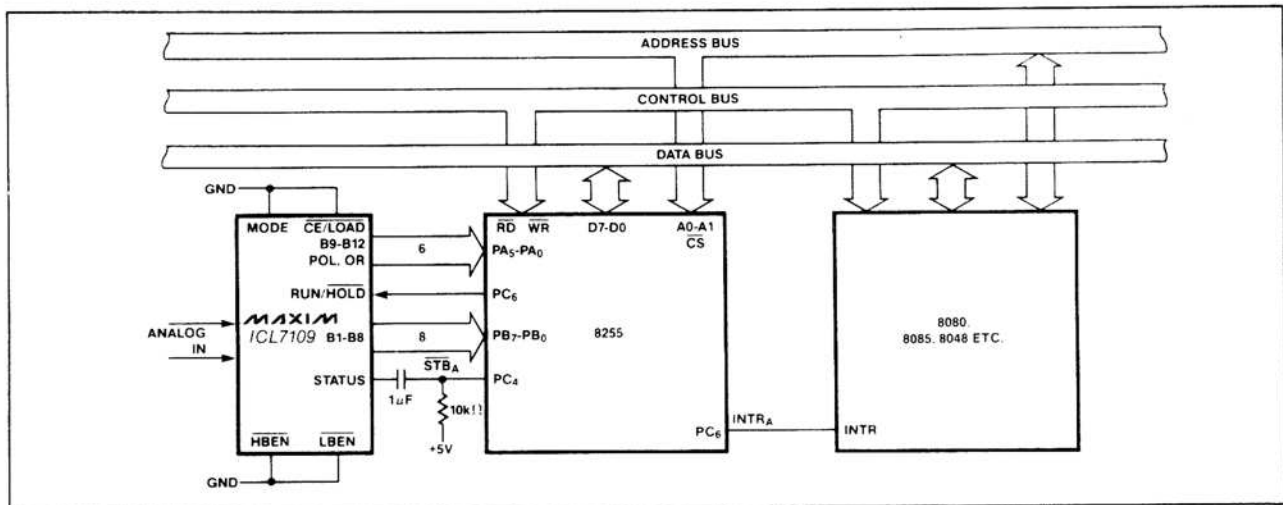 ADDRESS BUS
CONTROL BUS
DATA BUS
GND
MODE CE/LOAD
B9-B12
POL, OR
RUN/HOLD
MAXIM
ICL7109
B1-B8
STATUS
HBEN LBEN
GND
ANALOG
IN
6
8
STBA
1µF
10kΩ
+5V
RD WR D7-D0 A0-A1
CS
PA5-PA0
PC6
PB7-PB0
8255
PC4
PC6
INTRA
INTR
8080,
8085, 8048 ETC.